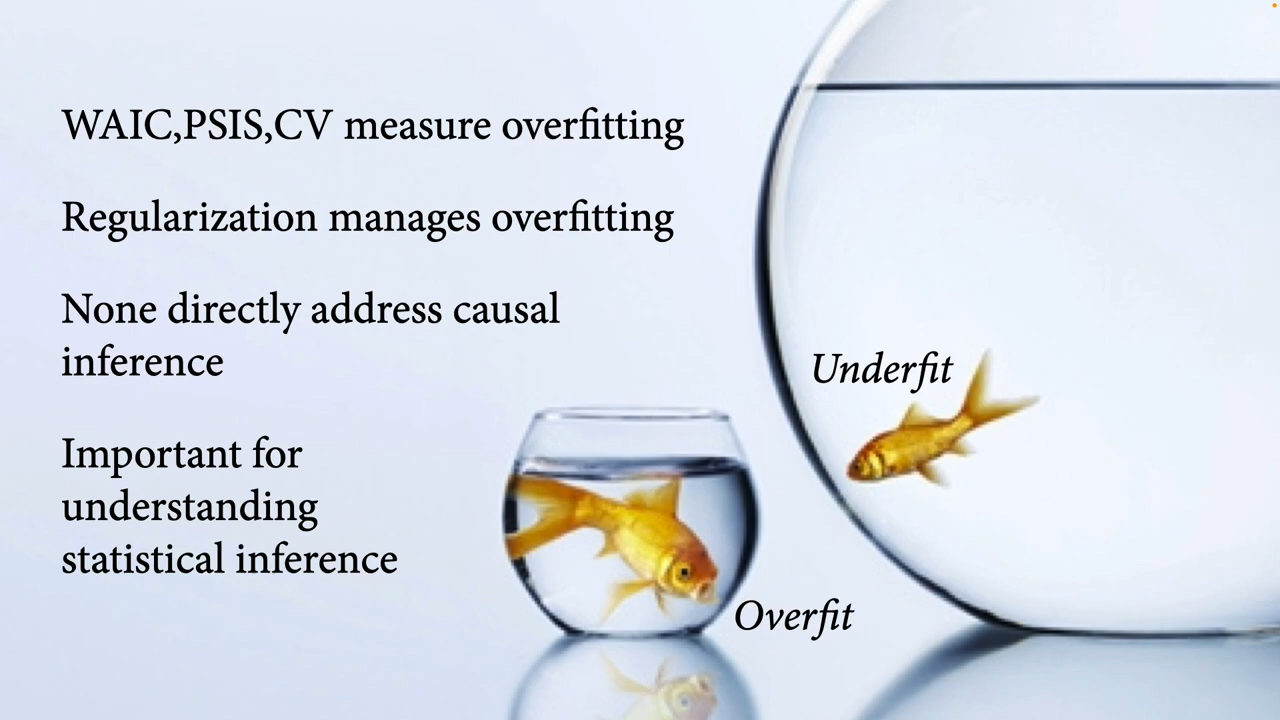 WAIC,PSIS,CV measure overfitting
Regularization manages overfitting
None directly address causal
inference
Important for
understanding
statistical inference
Underfit
Overfit